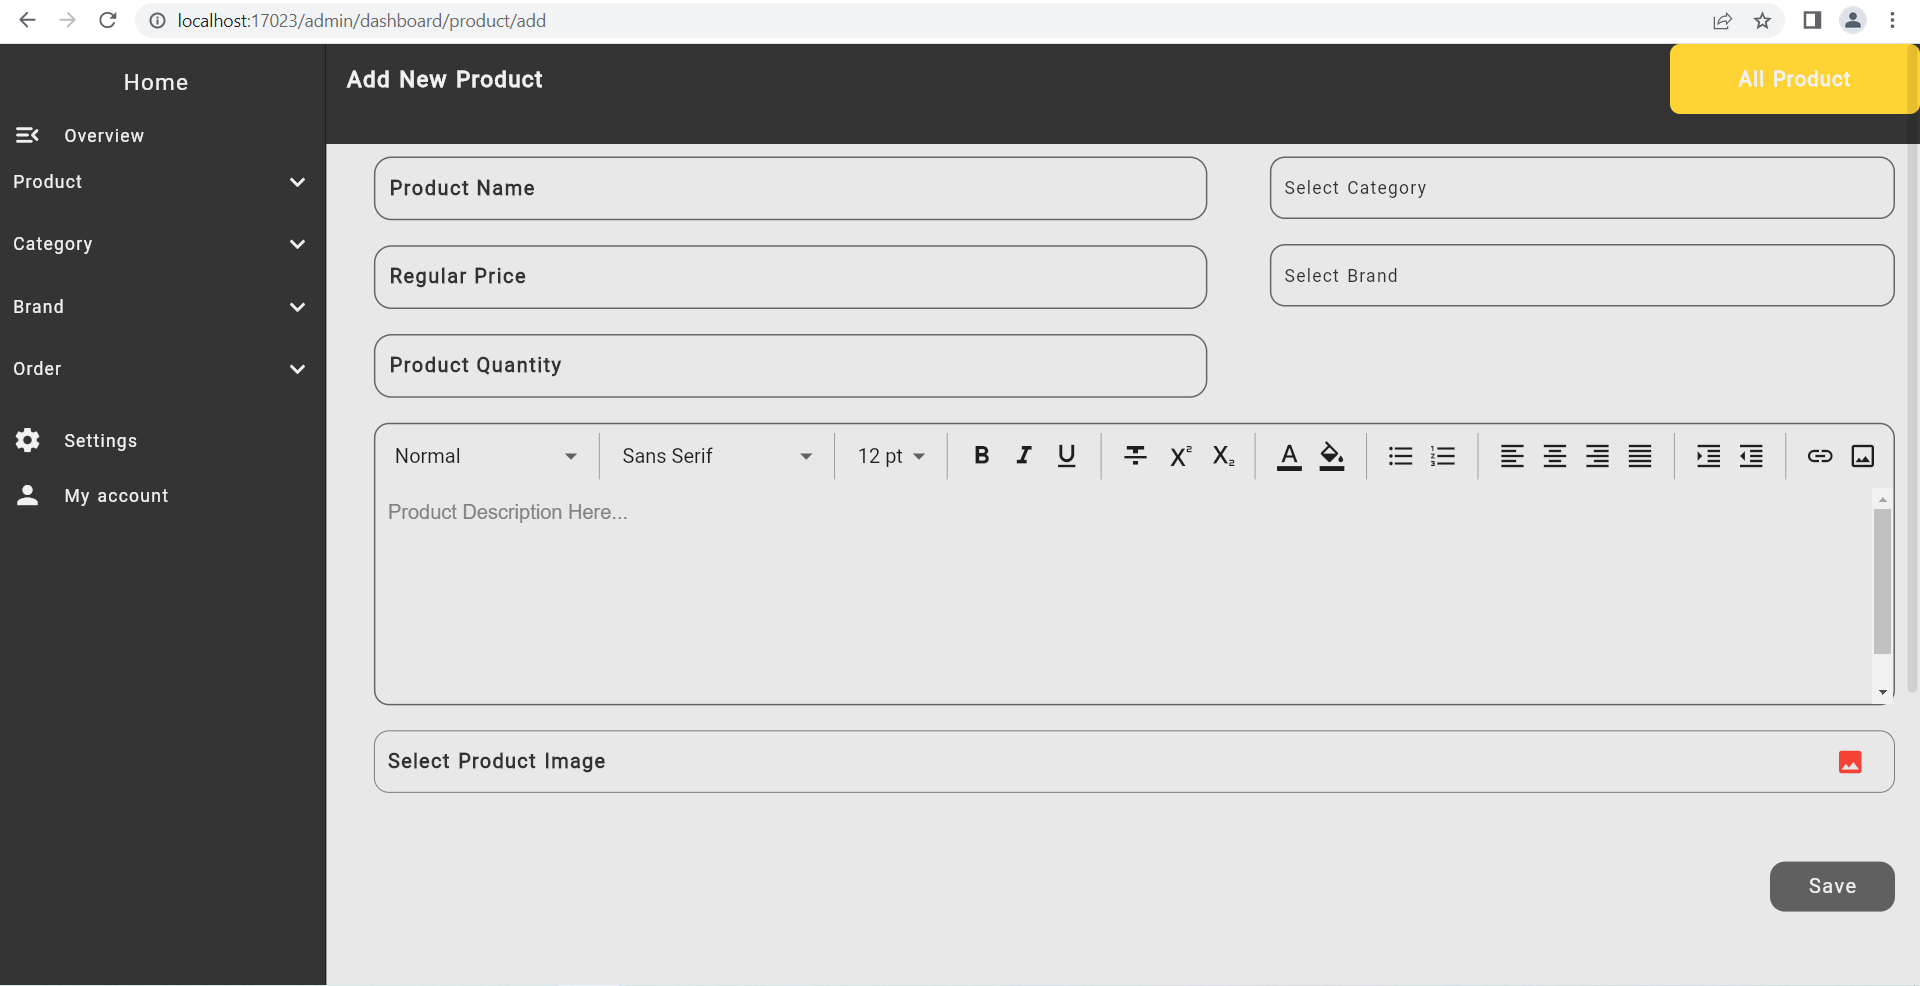 localhost:17023/admin/dashboard/product/add
Home
Overview
Product
Category
Brand
Order
Settings
My account
Add New Product
All Product
Product Name
Select Category
Regular Price
Select Brand
Product Quantity
Normal Sans Serif 12 pt B I U T X² X₂ A
Product Description Here...
Select Product Image
Save